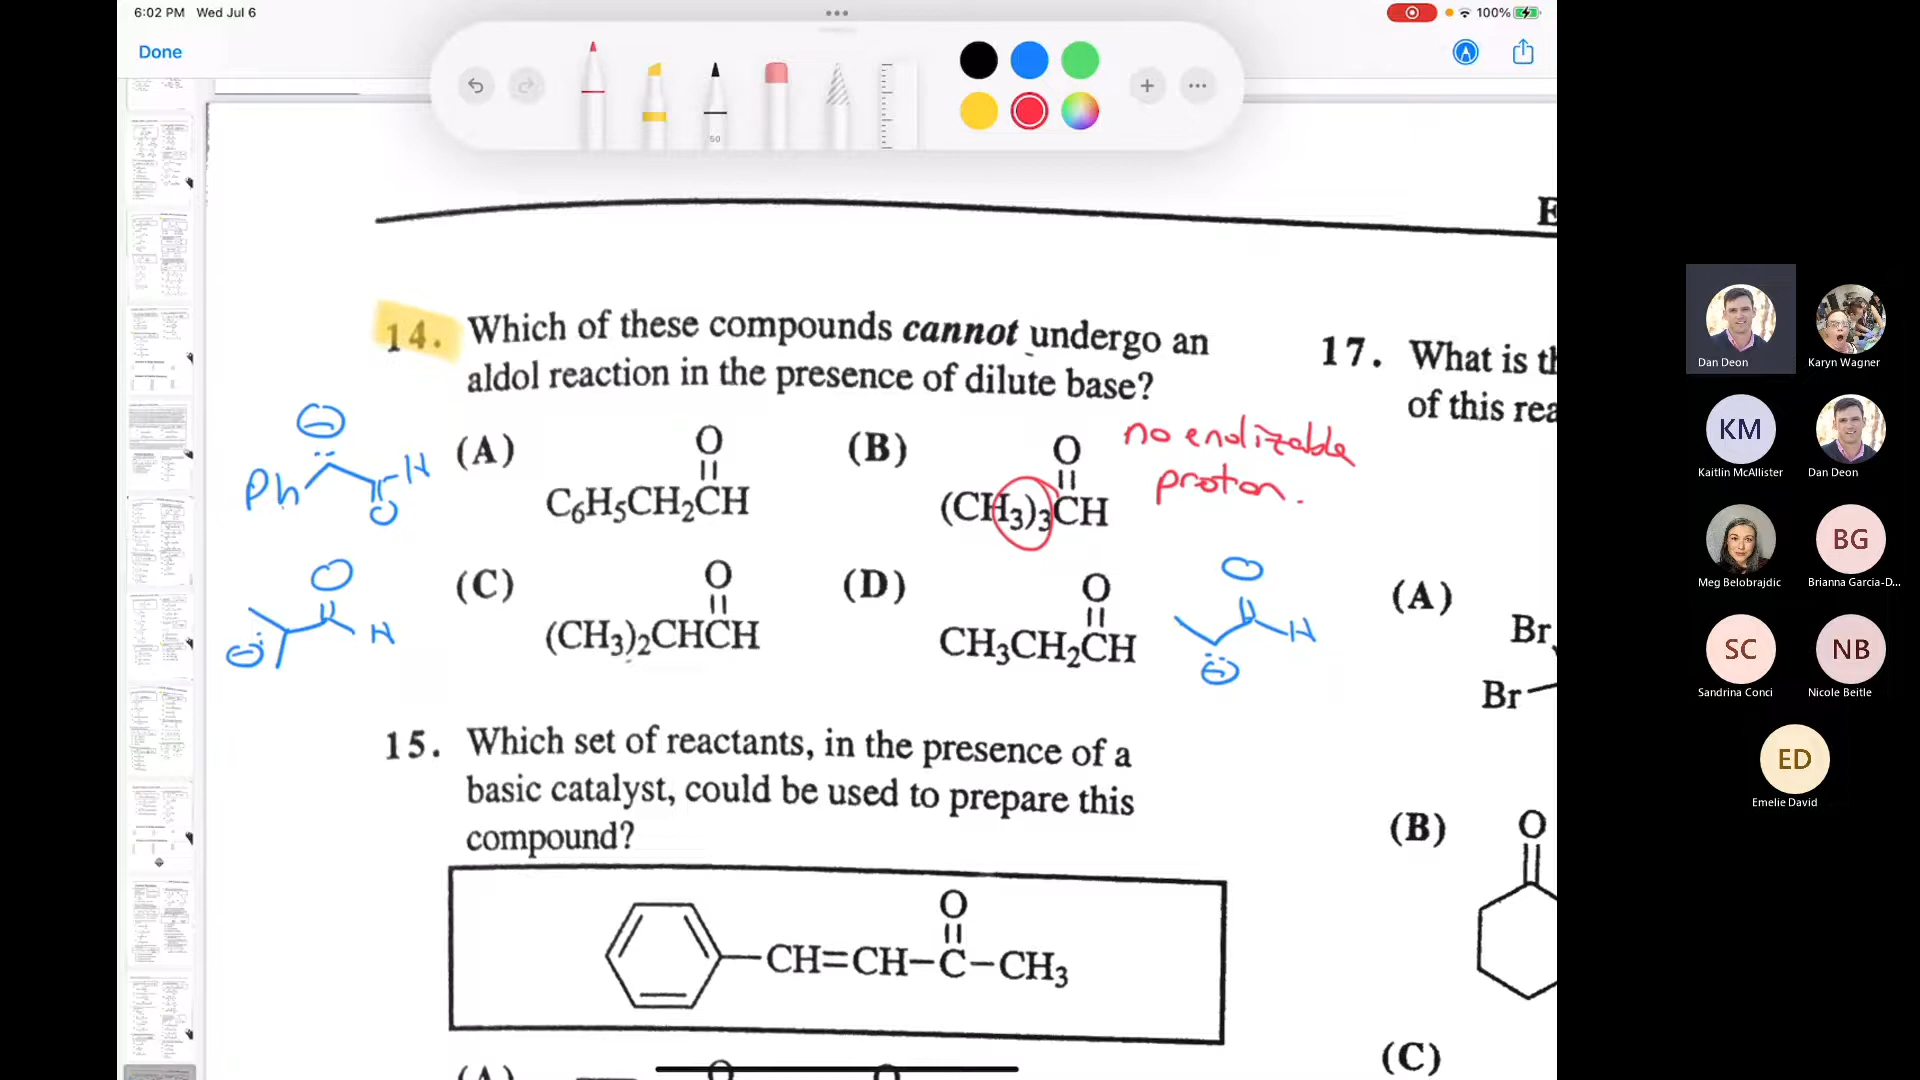 6:02 PM Wed Jul 6
100%
Done
50
E
14. Which of these compounds cannot undergo an
aldol reaction in the presence of dilute base?
(A)
O
C6H5CH2CH
(B)
O
(CH3)3CH
no enolizable
proton.
Ph
H
O
(C)
O
(CH3)2CHCH
(D)
O
CH3CH2CH
O
H
O
H
15. Which set of reactants, in the presence of a
basic catalyst, could be used to prepare this
compound?
O
CH=CH-C-CH3
(A)
17. What is th
of this rea
(A)
Br
Br
(B)
O
(C)
Dan Deon
Karyn Wagner
KM
Kaitlin McAllister
Dan Deon
Meg Belobrajdic
BG
Brianna Garcia-D...
SC
Sandrina Conci
NB
Nicole Beitle
ED
Emelie David